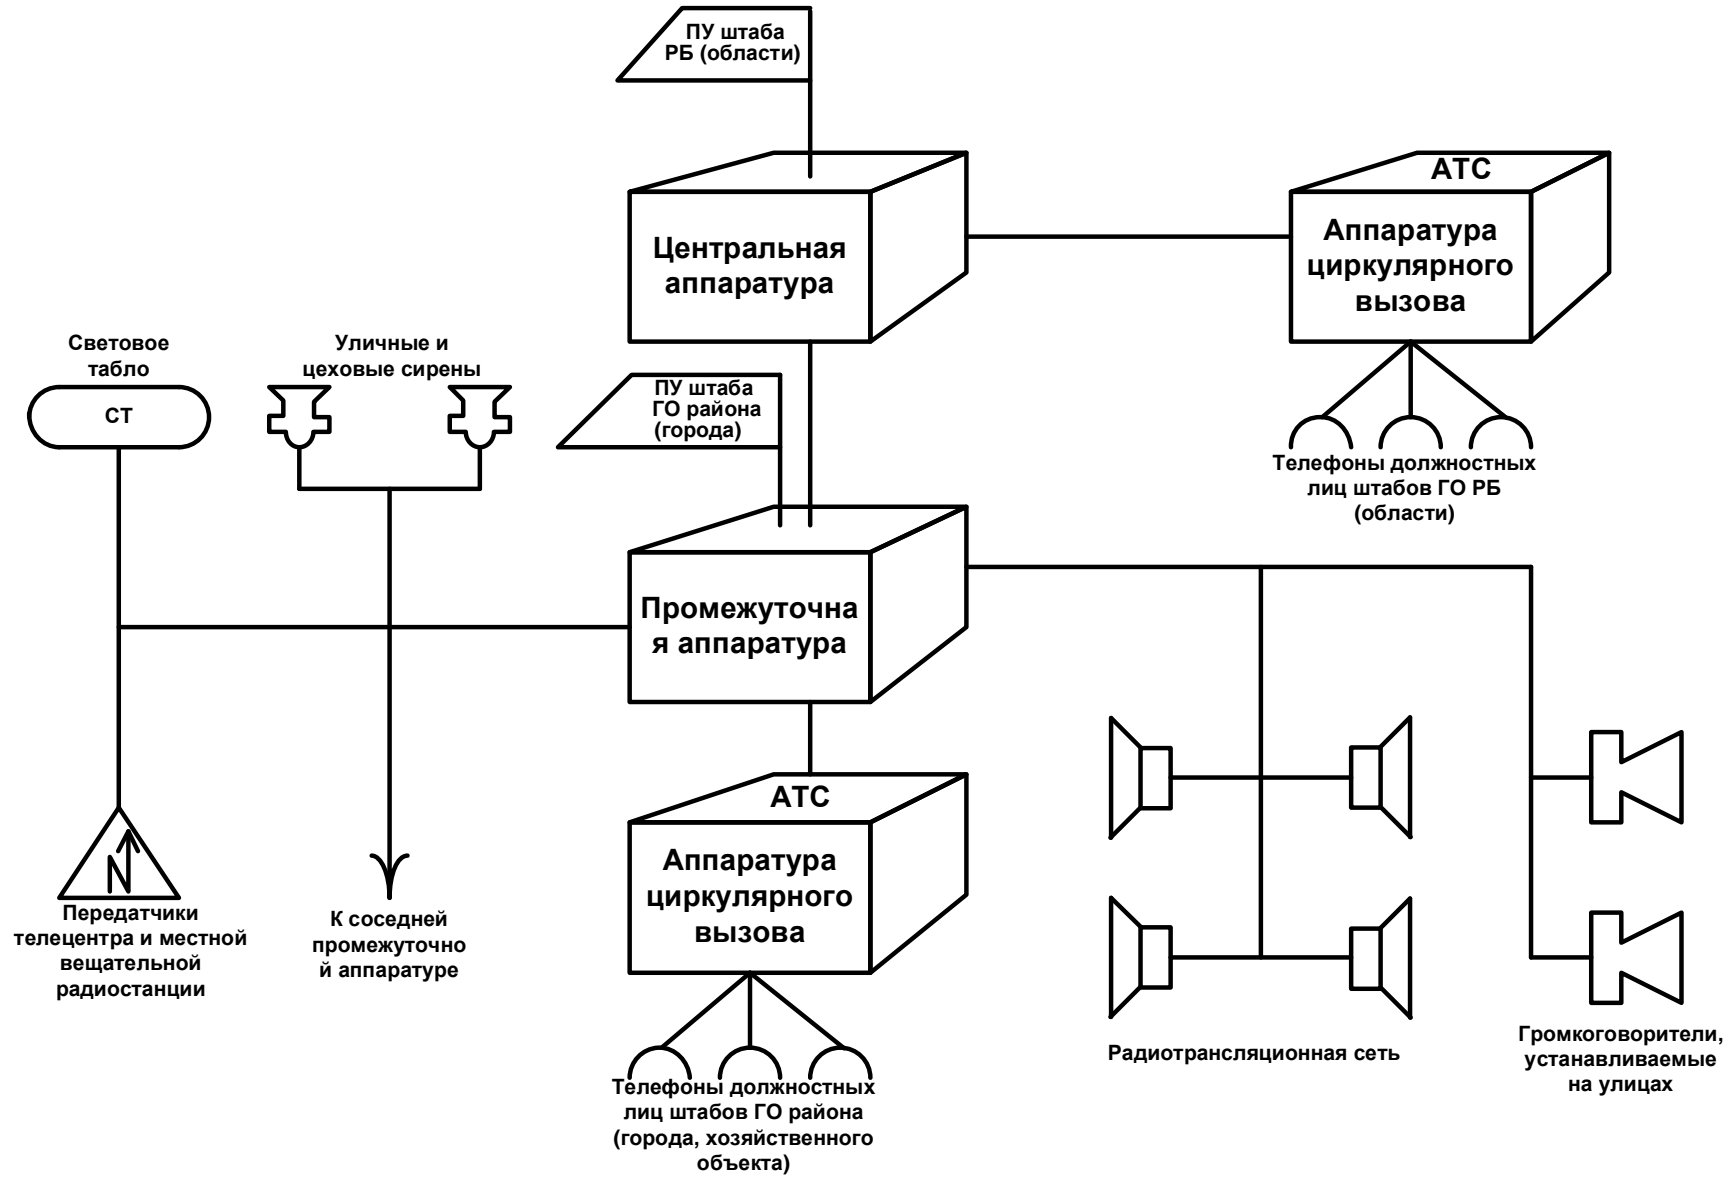 ПУ штаба
РБ (области)
Центральная
аппаратура
АТС
Аппаратура
циркулярного
вызова
Телефоны должностных
лиц штабов ГО РБ
(области)
Световое
табло
СТ
Уличные и
цеховые сирены
ПУ штаба
ГО района
(города)
Промежуточна
я аппаратура
АТС
Аппаратура
циркулярного
вызова
Телефоны должностных
лиц штабов ГО района
(города, хозяйственного
объекта)
N
Передатчики
телецентра и местной
вещательной
радиостанции
К соседней
промежуточно
й аппаратуре
Радиотрансляционная сеть
Громкоговорители,
устанавливаемые
на улицах